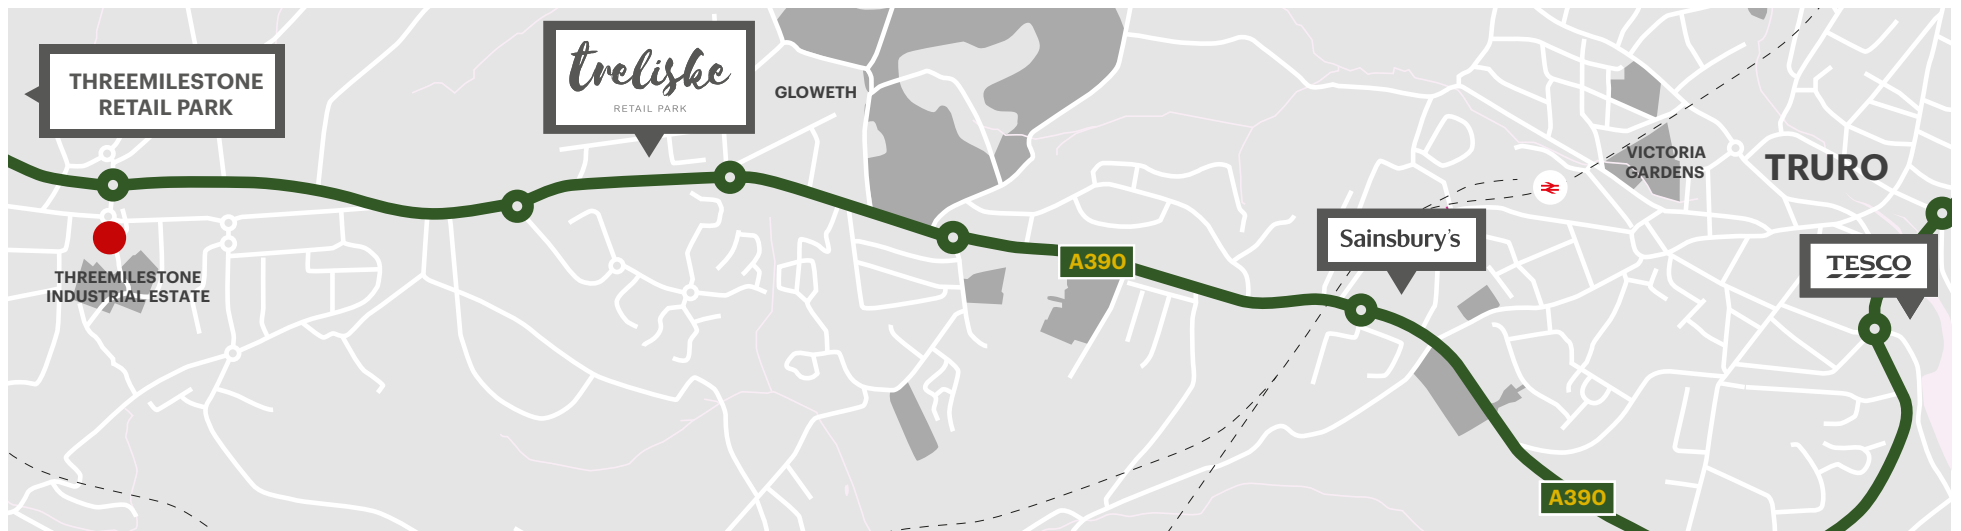 THREEMILESTONE
RETAIL PARK
treliske
RETAIL PARK
GLOWETH
VICTORIA
GARDENS
TRURO
Sainsbury's
TESCO
A390
THREEMILESTONE
INDUSTRIAL ESTATE
A390